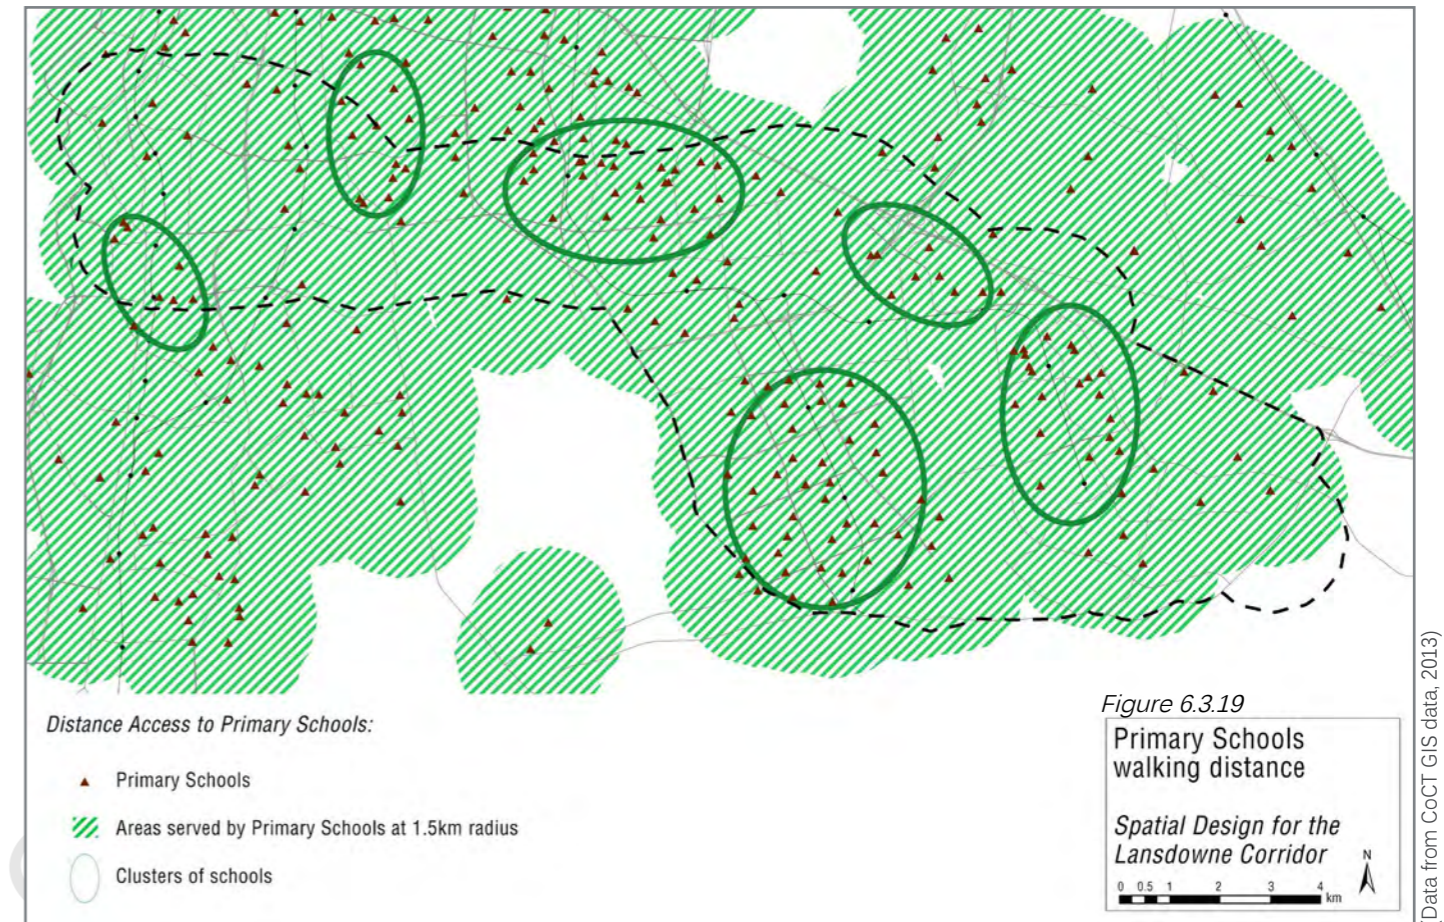 Distance Access to Primary Schools:
Primary Schools
Areas served by Primary Schools at 1.5km radius
Clusters of schools
Figure 6.3.19
Primary Schools
walking distance
Spatial Design for the
Lansdowne Corridor
N
0 0.5 1 2 3 4 km
(Data from CoCT GIS data, 2013)